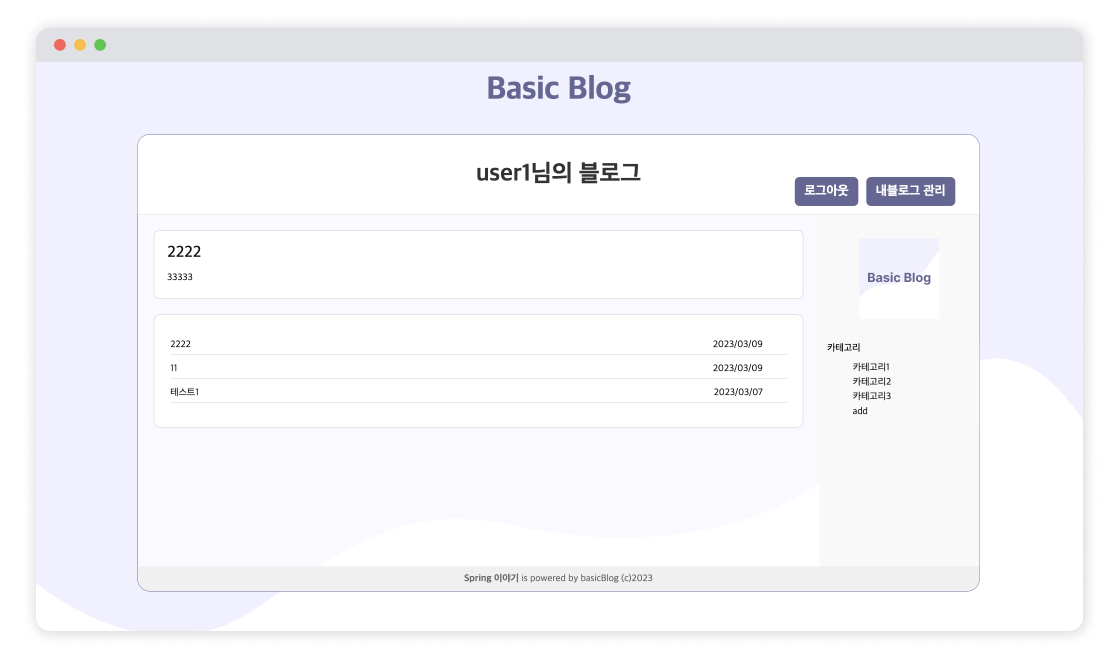 Basic Blog
user1님의 블로그
로그아웃 내블로그 관리
2222
33333
2222 2023/03/09
11 2023/03/09
테스트1 2023/03/07
Basic Blog
카테고리
카테고리1
카테고리2
카테고리3
add
Spring 이야기 is powered by basicBlog (c)2023